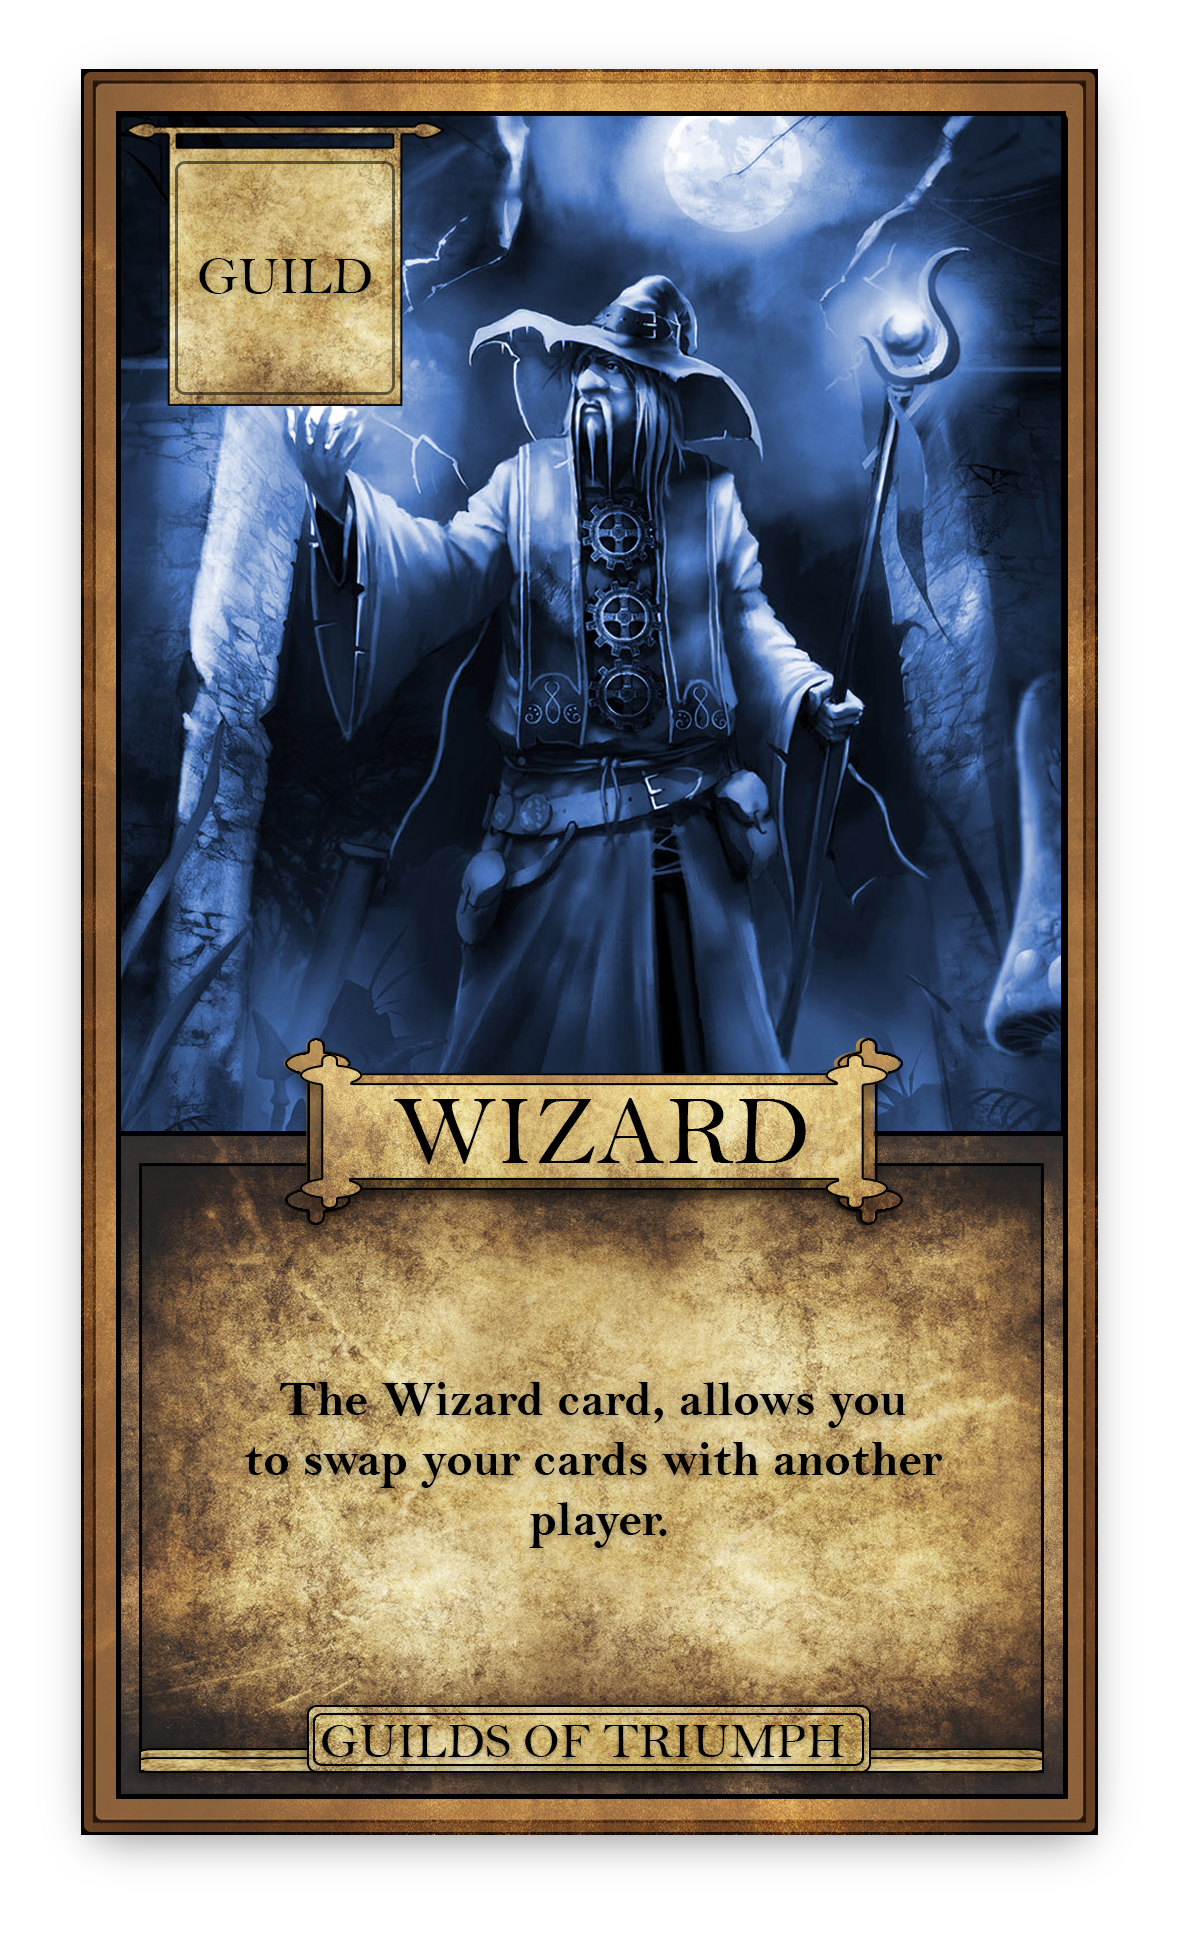 GUILD
WIZARD
The Wizard card, allows you
to swap your cards with another
player.
GUILDS OF TRIUMPH